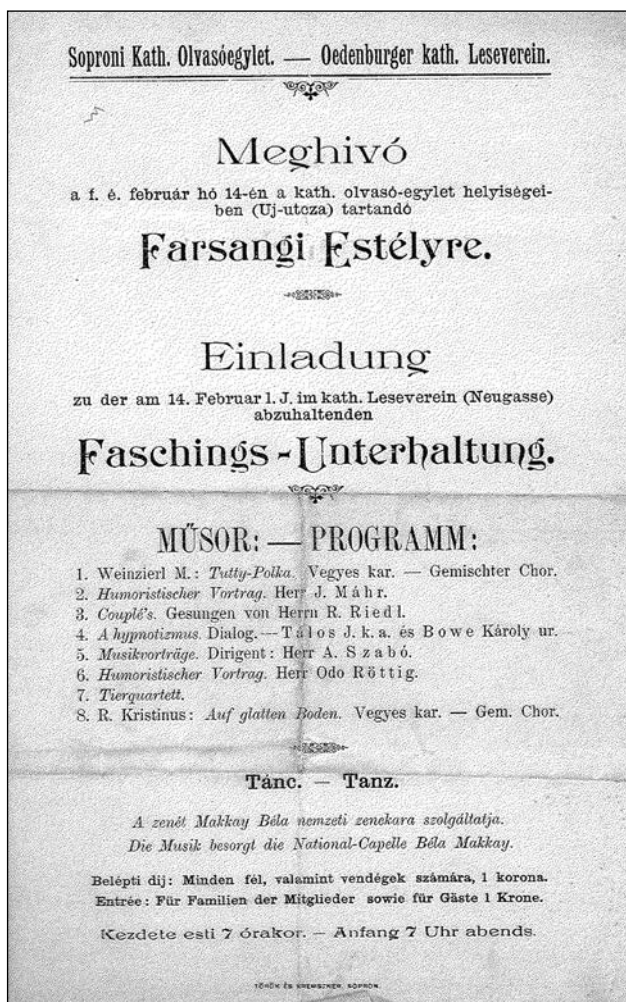 Soproni Kath. Olvasóegylet. — Oedenburger kath. Leseverein.
Meghivó
a f. é. február hó 14-én a kath. olvasó-egylet helyiségei-
ben (Uj-utcza) tartandó
Farsangi Estélyre.
Einladung
zu der am 14. Februar l. J. im kath. Leseverein (Neugasse)
abzuhaltenden
Faschings-Unterhaltung.
MŰSOR: — PROGRAMM:
1. Weinzierl M.: Tutty-Polka. Vegyes kar. — Gemischter Chor.
2. Humoristischer Vortrag. Herr J. Máhr.
3. Couplé's. Gesungen von Herrn R. Riedl.
4. A hypnotizmus. Dialog. — Tálos J. k. a. és Bowe Károly ur.
5. Musikvorträge. Dirigent: Herr A. Szabó.
6. Humoristischer Vortrag. Herr Odo Röttig.
7. Tierquartett.
8. R. Kristinus: Auf glatten Boden. Vegyes kar. — Gem. Chor.
Tánc. — Tanz.
A zenét Makkay Béla nemzeti zenekara szolgáltatja.
Die Musik besorgt die National-Capelle Béla Makkay.
Belépti dij: Minden fél, valamint vendégek számára, 1 korona.
Entrée: Für Familien der Mitglieder sowie für Gäste 1 Krone.
Kezdete esti 7 órakor. — Anfang 7 Uhr abends.
TÖRÖK ÉS KREMSZNER, SOPRON.